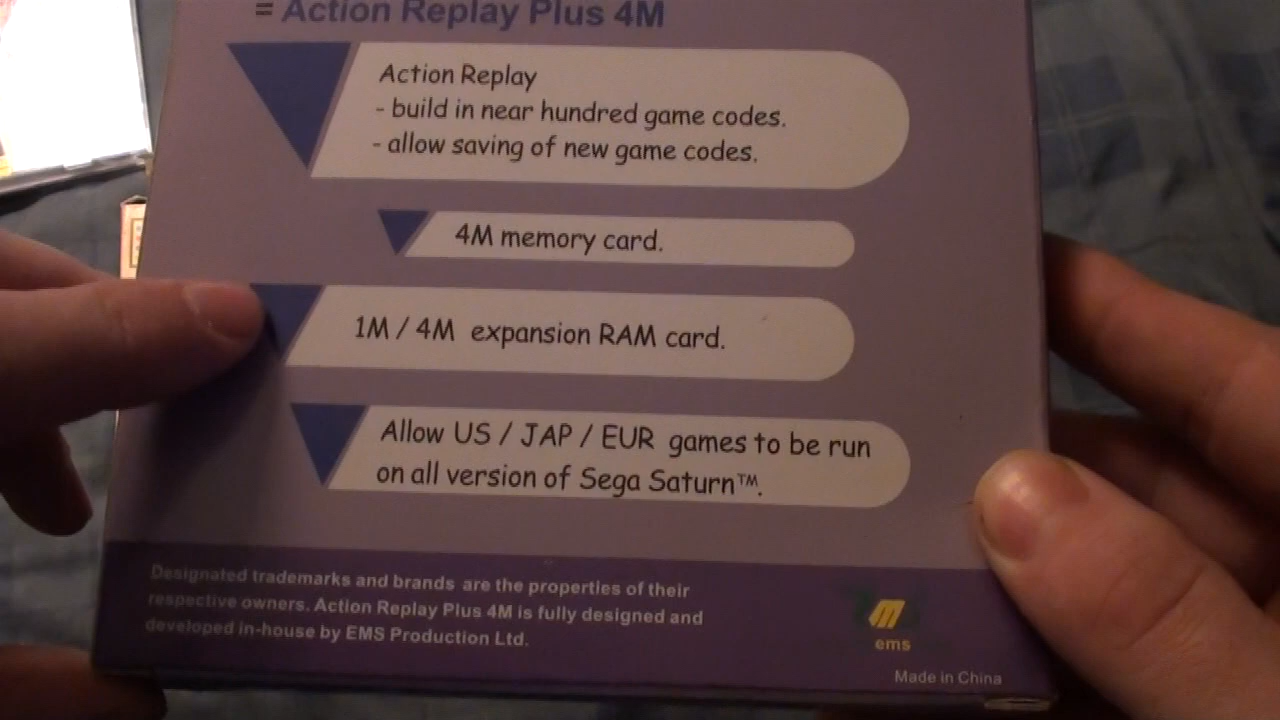 = Action Replay Plus 4M
Action Replay
- build in near hundred game codes.
- allow saving of new game codes.
4M memory card.
1M / 4M expansion RAM card.
Allow US / JAP / EUR games to be run
on all version of Sega Saturn™.
Designated trademarks and brands are the properties of their
respective owners. Action Replay Plus 4M is fully designed and
developed in-house by EMS Production Ltd.
ems
Made in China